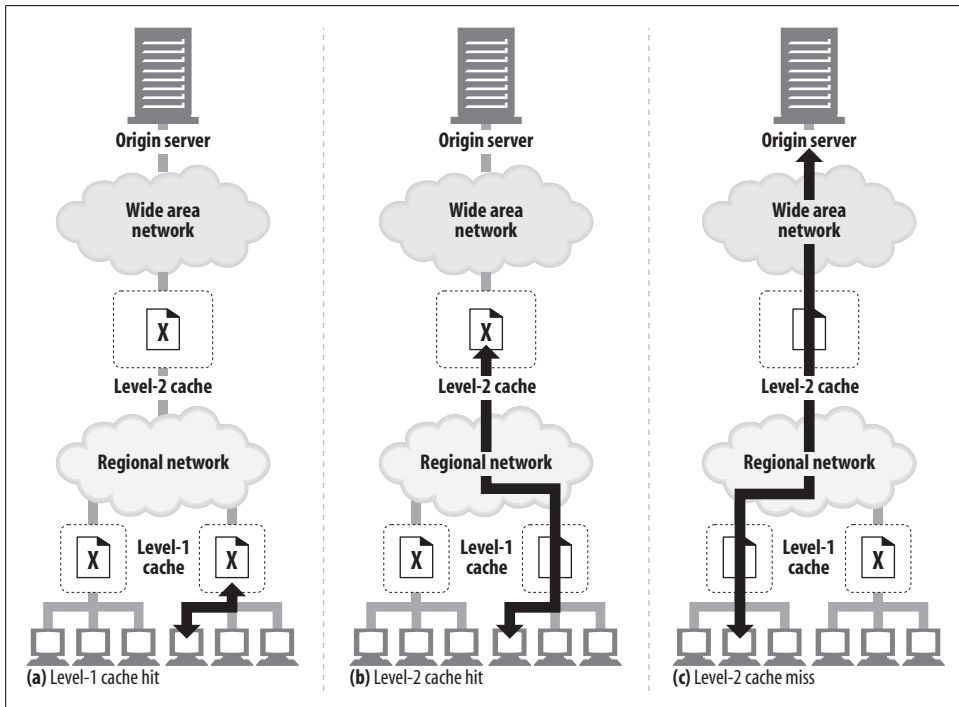 Origin server
Wide area
network
X
Level-2 cache
Regional network
X
Level-1
cache
X
(a) Level-1 cache hit
Origin server
Wide area
network
X
Level-2 cache
Regional network
X
Level-1
cache
(b) Level-2 cache hit
Origin server
Wide area
network
Level-2 cache
Regional network
Level-1
cache
X
(c) Level-2 cache miss